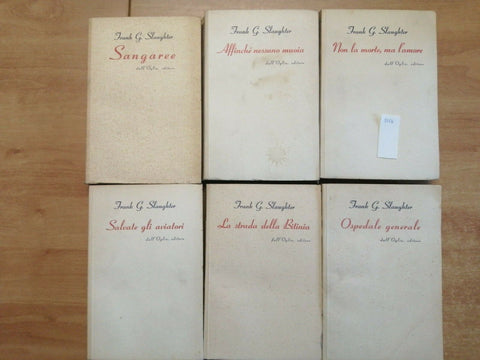 Frank G. Slaughter
Sangaree
dall'Oglio, editore
Frank G. Slaughter
Affinché nessuno muoia
dall'Oglio, editore
Frank G. Slaughter
Non la morte, ma l'amore
dall'Oglio, editore
Frank G. Slaughter
Salvate gli aviatori
dall'Oglio, editore
Frank G. Slaughter
La strada della Bitinia
dall'Oglio, editore
Frank G. Slaughter
Ospedale generale
dall'Oglio, editore